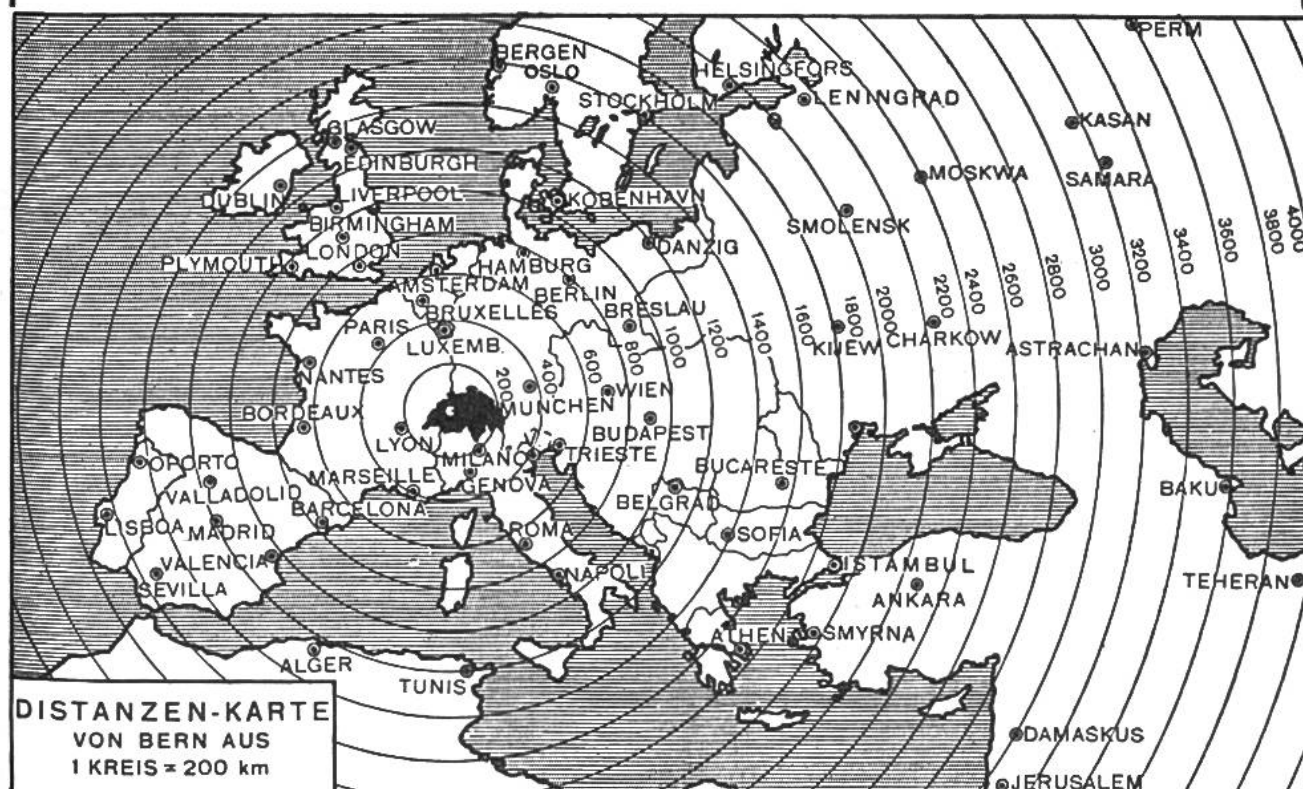 PERM
BERGEN
OSLO
HELSINGFORS
STOCKHOLM
LENINGRAD
GLASGOW
KASAN
EDINBURGH
MOSKWA
SAMARA
DUBLIN
LIVERPOOL
KOBENHAVN
BIRMINGHAM
SMOLENSK
DANZIG
PLYMOUTH
LONDON
HAMBURG
AMSTERDAM
BERLIN
BRUXELLES
BRESLAU
PARIS
LUXEMB.
KIJEW
CHARKOW
ASTRACHAN
NANTES
200
400
600
800
1000
1200
1400
1600
1800
2000
2200
2400
2600
2800
3000
3200
3400
3600
3800
4000
WIEN
MÜNCHEN
BORDEAUX
LYON
BUDAPEST
V.
TRIESTE
MILANO
OPORTO
MARSEILLE
GENOVA
BUCARESTE
VALLADOLID
BELGRAD
BAKU
BARCELONA
LISBOA
MADRID
ROMA
SOFIA
VALENCIA
ISTAMBUL
SEVILLA
NAPOLI
TEHERAN
ANKARA
ATHEN
SMYRNA
ALGER
TUNIS
DISTANZEN-KARTE
VON BERN AUS
1 KREIS = 200 km
DAMASKUS
JERUSALEM